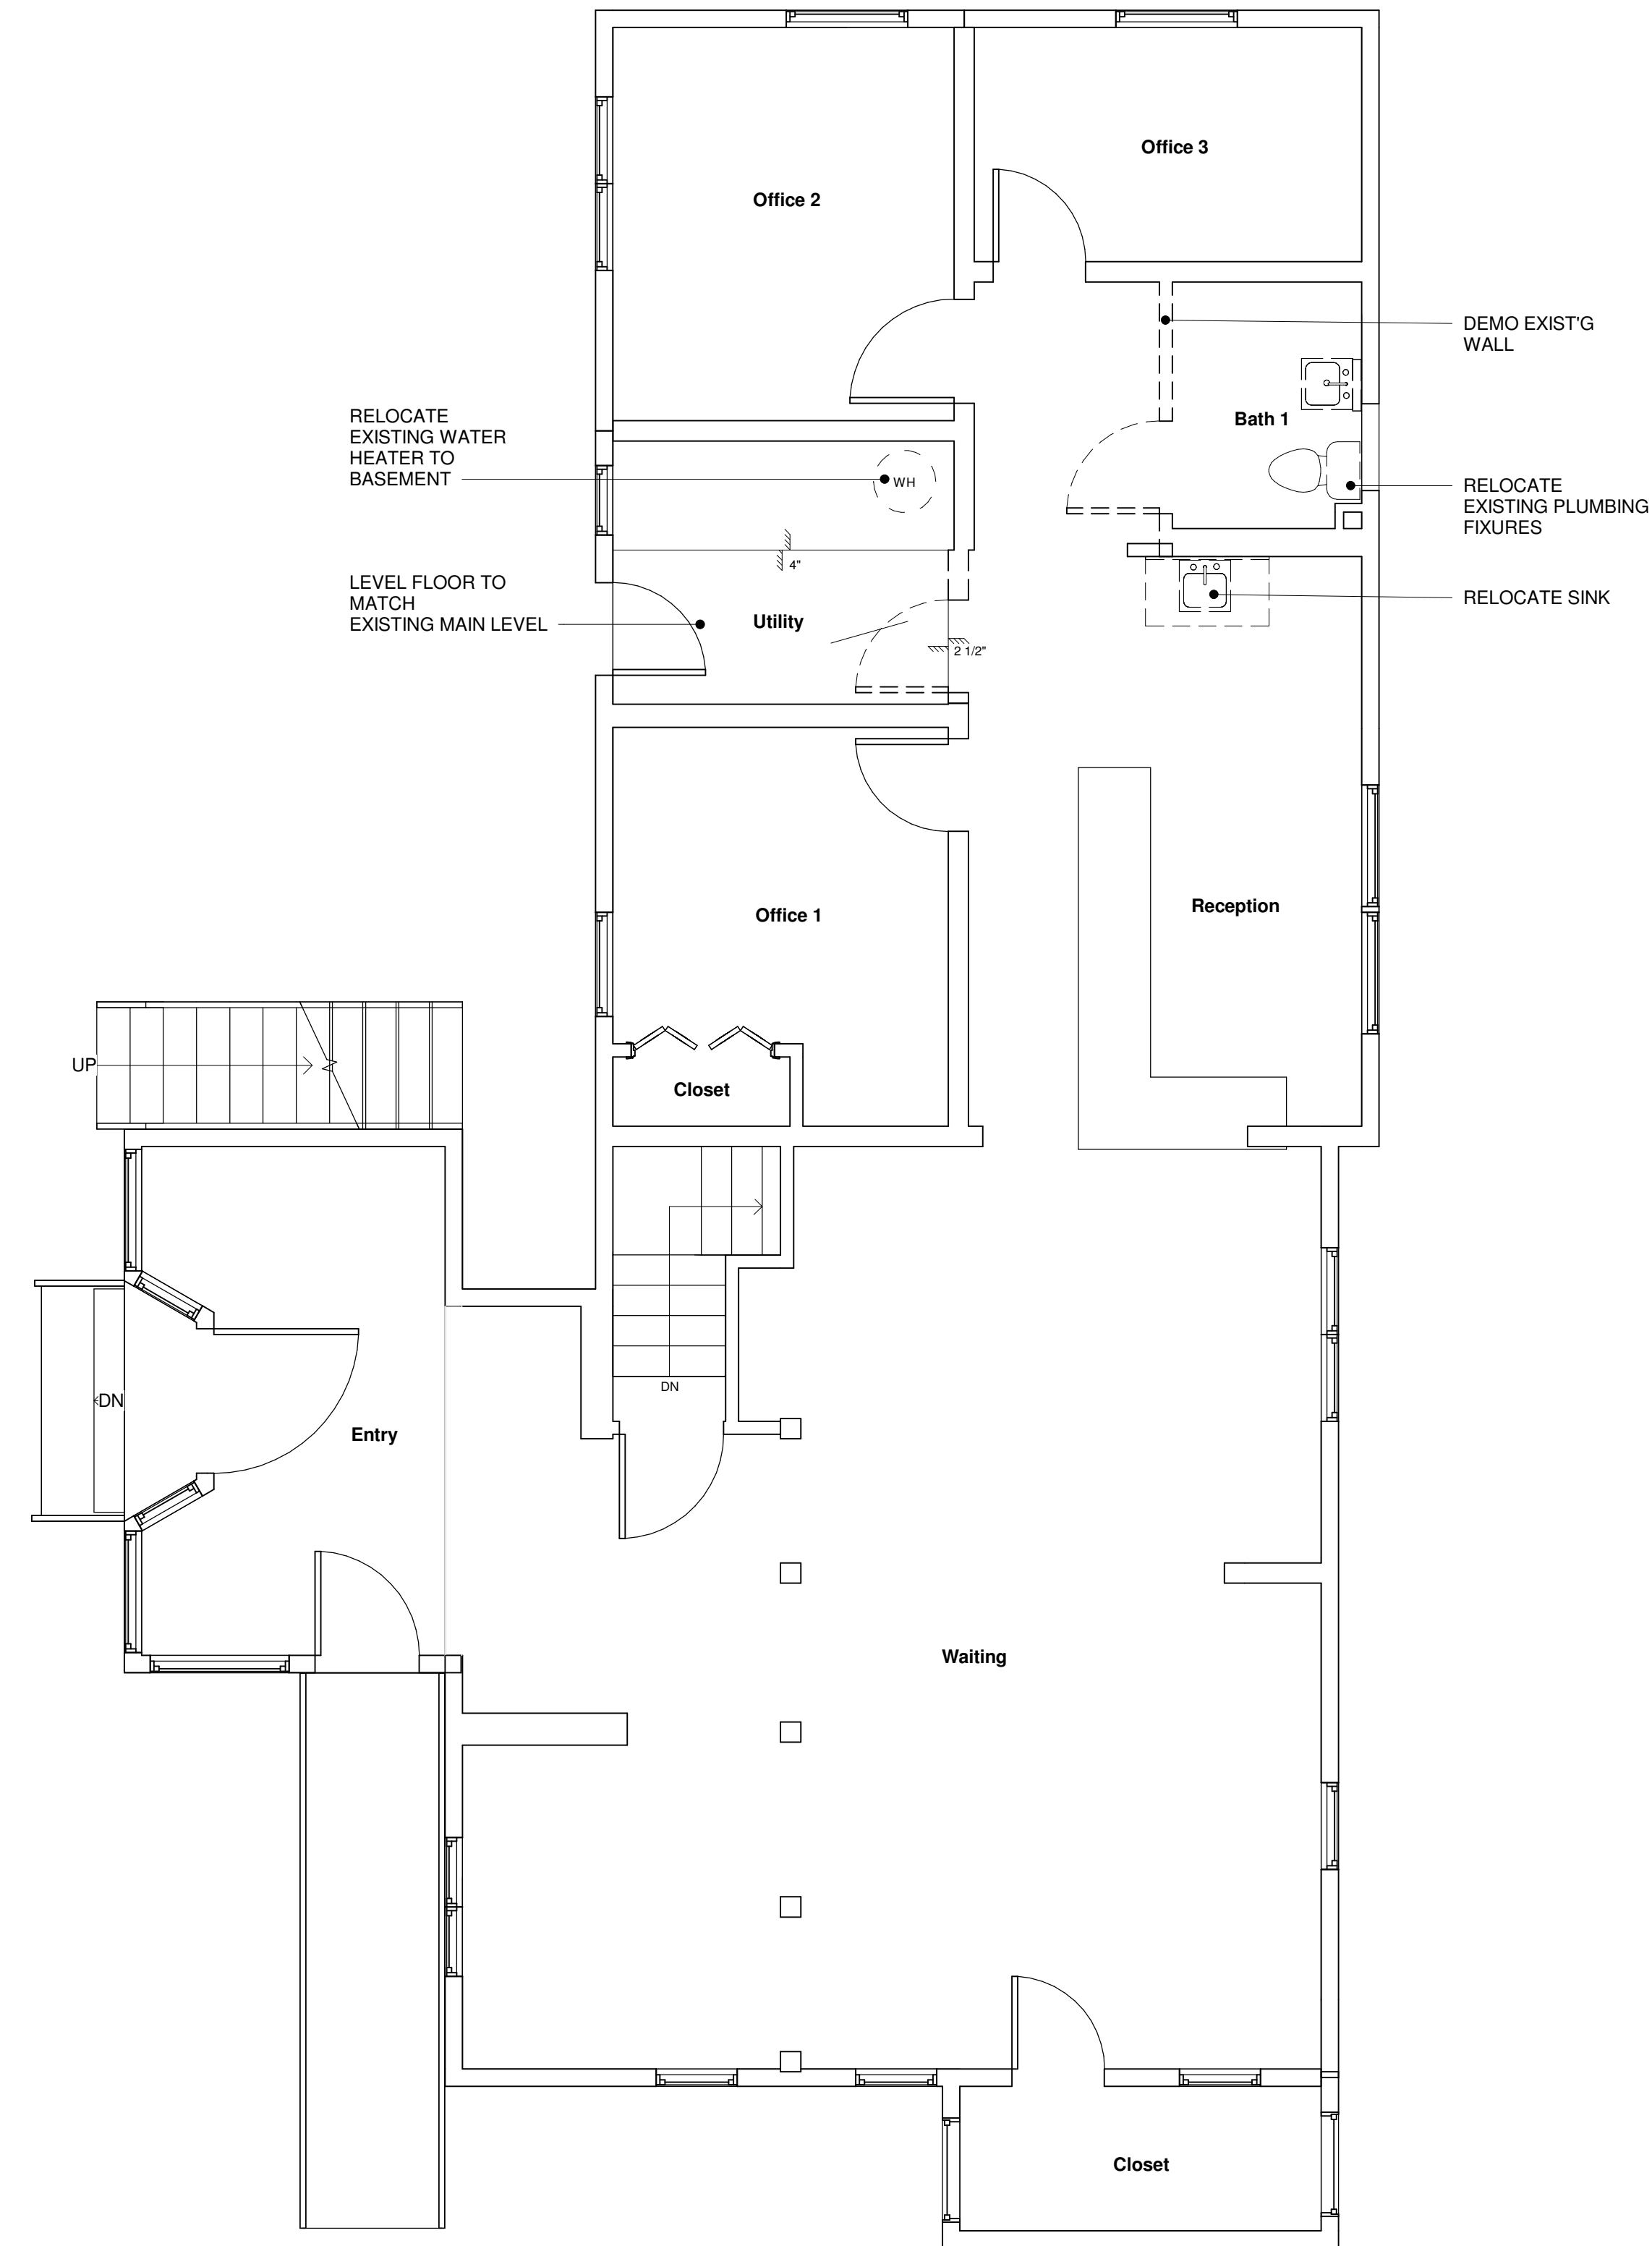 Office 3
Office 2
DEMO EXIST'G
WALL
RELOCATE
EXISTING WATER
HEATER TO
BASEMENT
Bath 1
WH
RELOCATE
EXISTING PLUMBING
FIXTURES
4"
LEVEL FLOOR TO
MATCH
EXISTING MAIN LEVEL
Utility
RELOCATE SINK
2 1/2"
Office 1
Reception
UP
Closet
DN
DN
Entry
Waiting
Closet